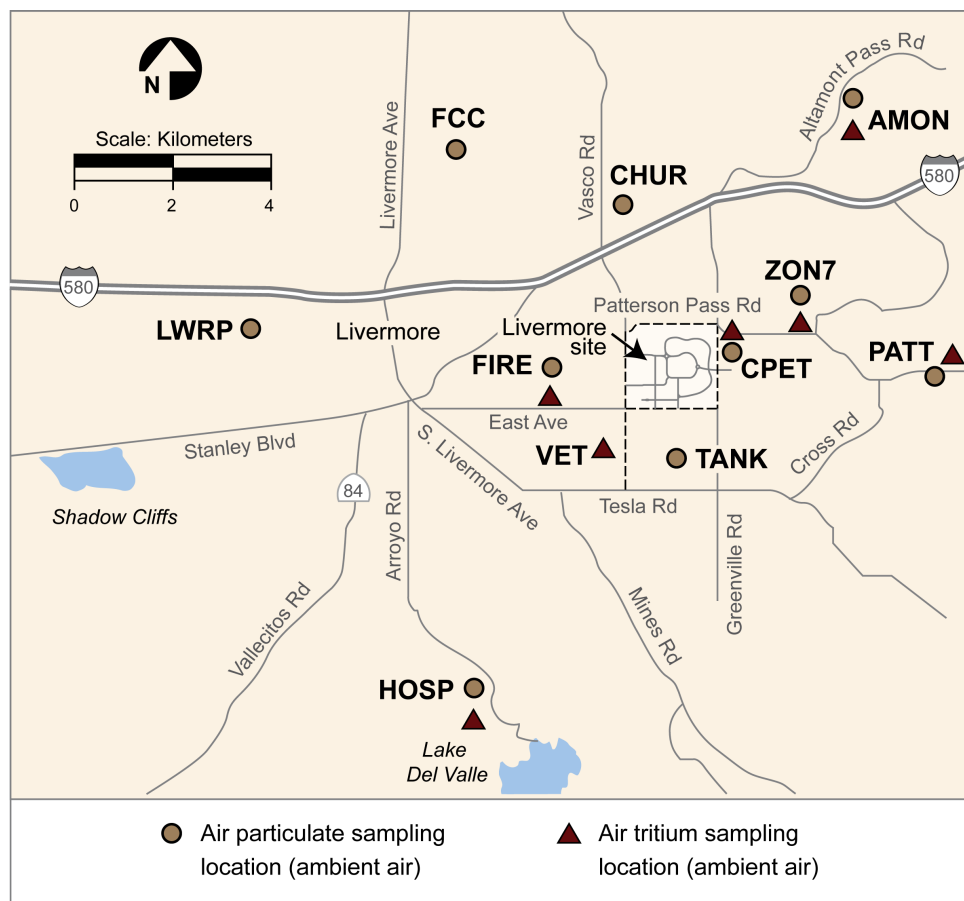 Altamont Pass Rd
N
FCC
AMON
Scale: Kilometers
0 2 4
Livermore Ave
Vasco Rd
CHUR
580
ZON7
580
Patterson Pass Rd
LWRP
Livermore
Livermore
site
FIRE
CPET
PATT
East Ave
Stanley Blvd
S. Livermore Ave
VET
TANK
Cross Rd
84
Shadow Cliffs
Arroyo Rd
Tesla Rd
Greenville Rd
Vallecitos Rd
Mines Rd
HOSP
Lake
Del Valle
Air particulate sampling
location (ambient air)
Air tritium sampling
location (ambient air)